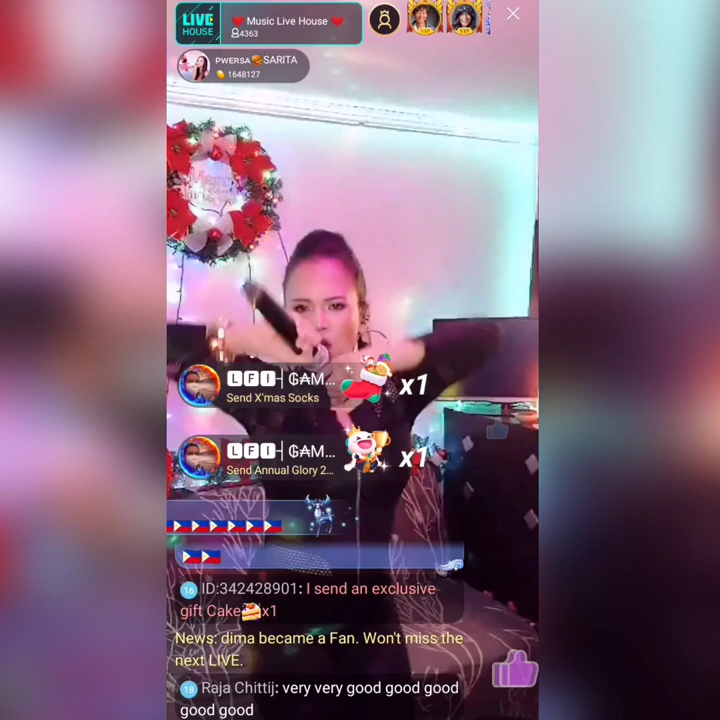 LIVE
HOUSE
Music Live House
4363
PWERSA🍔SARITA
1648127
🅻🅵🅸┤₲₳M...
Send X'mas Socks
x1
🅻🅵🅸┤₲₳M...
Send Annual Glory 2...
x1
16 ID:342428901: I send an exclusive
gift Cake🍰x1
News: dima became a Fan. Won't miss the
next LIVE.
18 Raja Chittij: very very good good good
good good